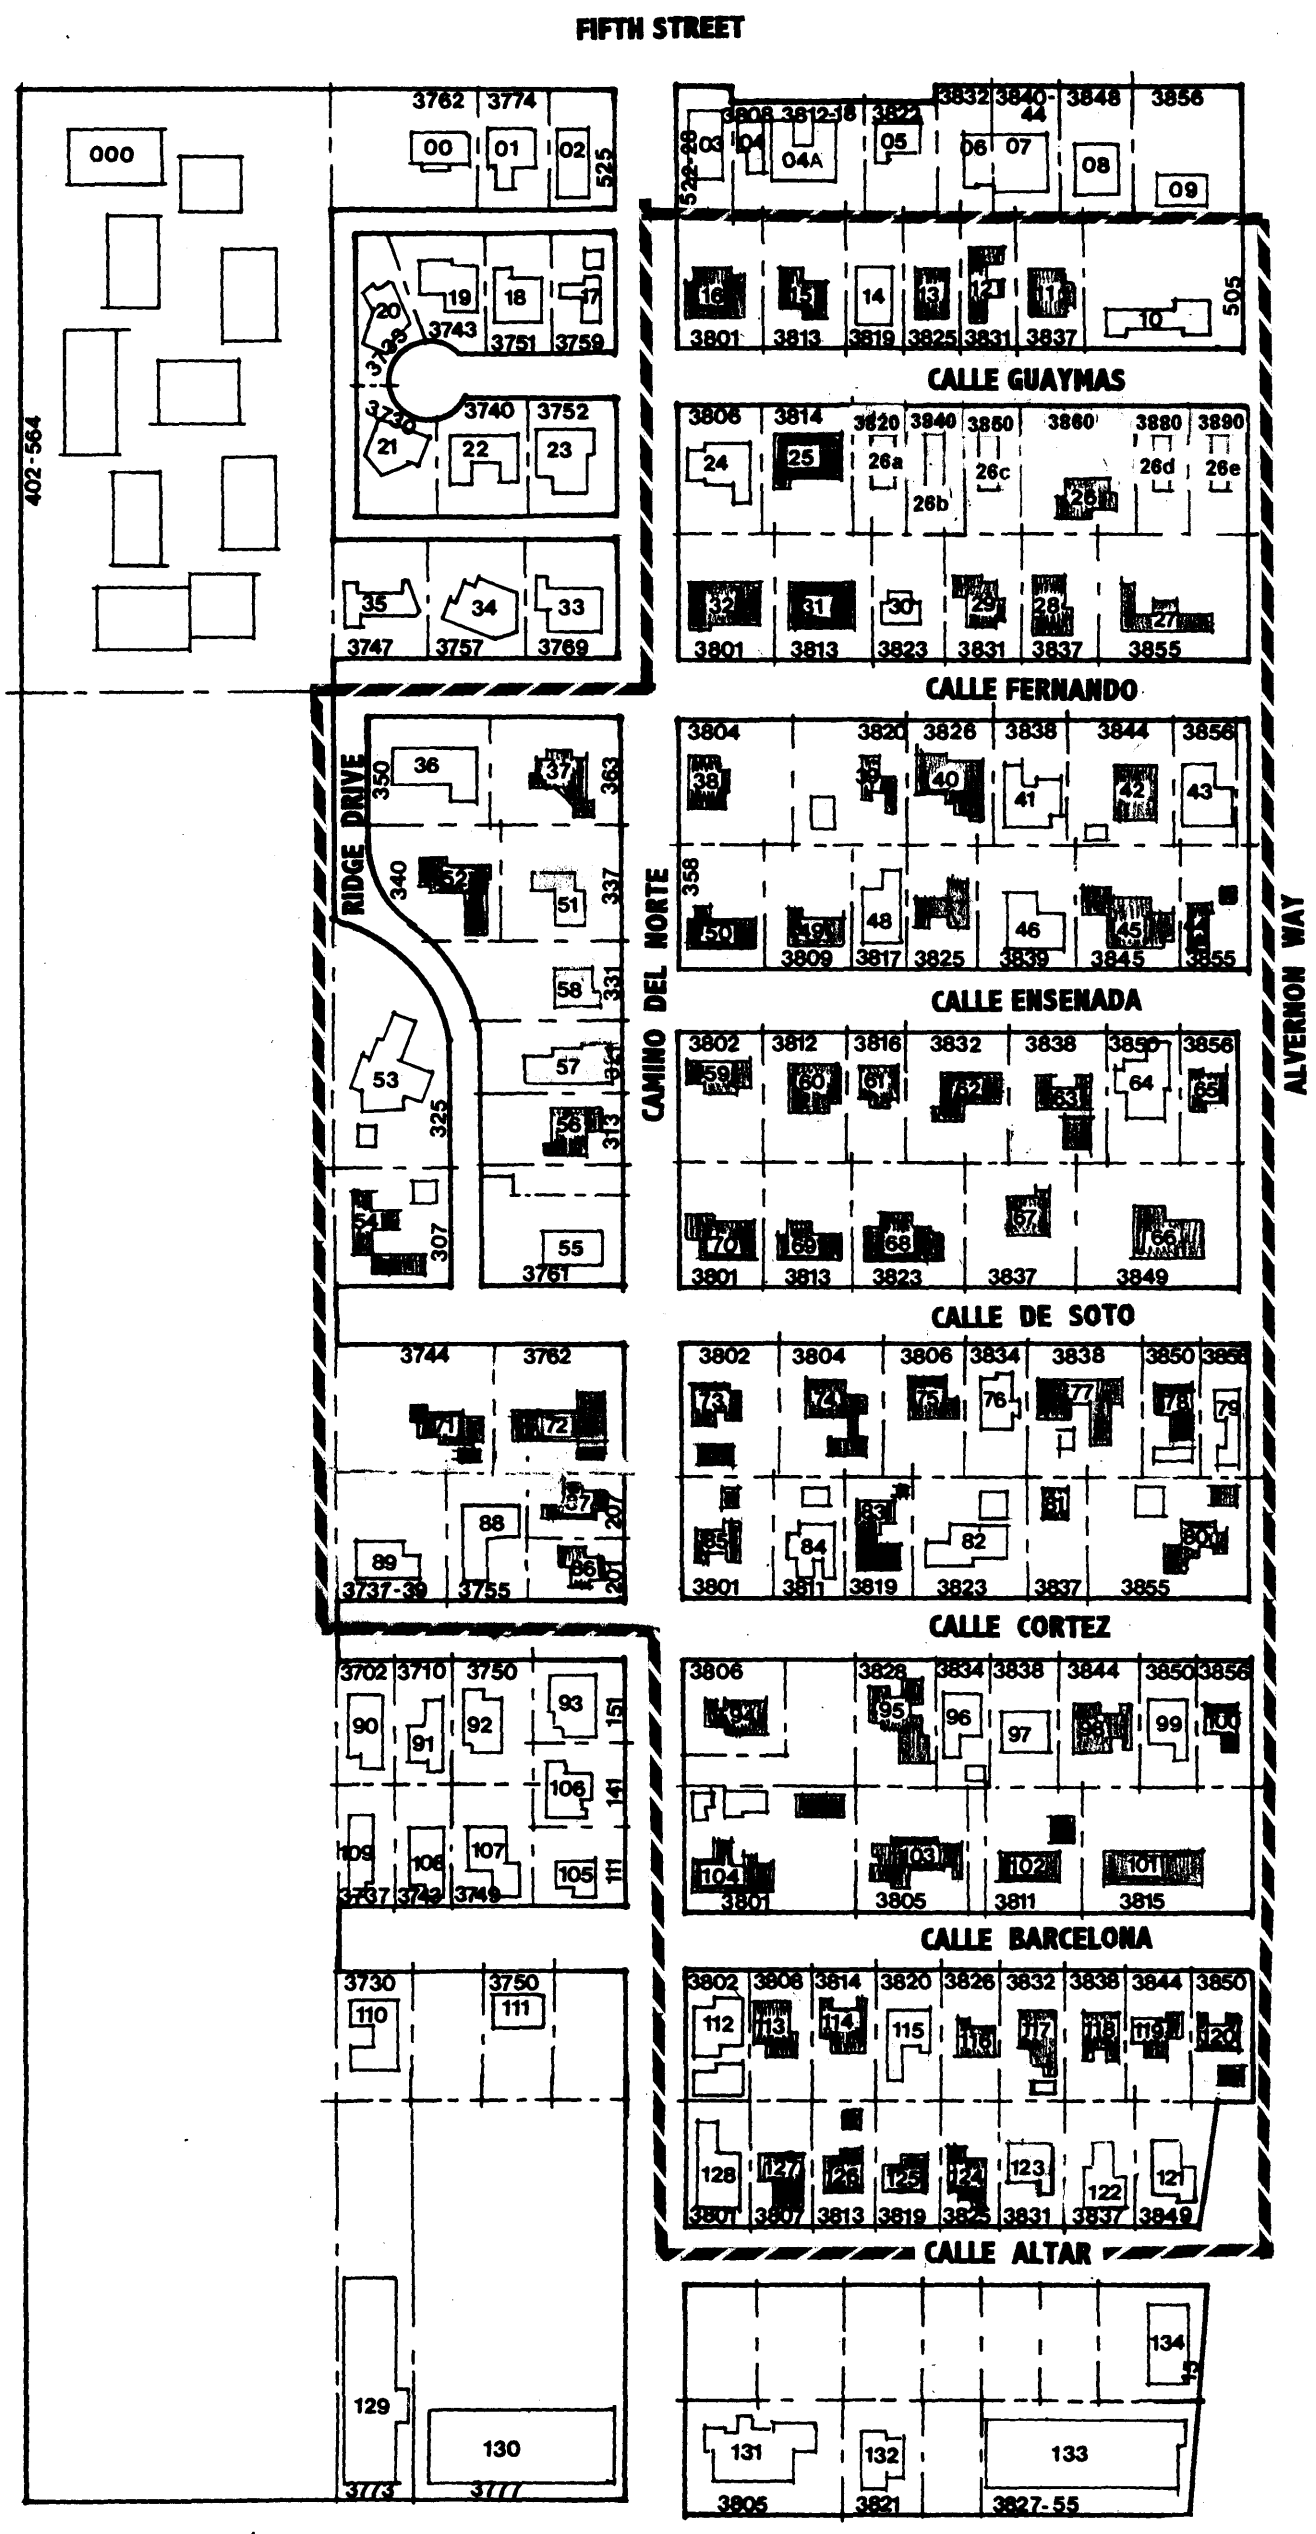 FIFTH STREET
3762 3774
000 00 01 02 525
3832 3840-44 3848 3856
3808 3812-18 3822
522-28 03 04 04A 05 06 07 08 09
20 19 18 17
3733 3743 3751 3759
16 15 14 13 12 11 10 505
3801 3813 3819 3825 3831 3837
CALLE GUAYMAS
402-564
3730 3740 3752
21 22 23
3806 3814 3820 3840 3850 3860 3880 3890
24 25 26a 26b 26c 26 26d 26e
35 34 33
3747 3757 3769
32 31 30 29 28 27
3801 3813 3823 3831 3837 3855
CALLE FERNANDO
RIDGE DRIVE
350 36 37 363
3804 3820 3826 3838 3844 3856
38 39 40 41 42 43
340 52 51 337
358
50 49 48 46 45
3809 3817 3825 3839 3845 3855
CALLE ENSENADA
CAMINO DEL NORTE
ALVERNON WAY
58 331
57 321
53 325
56 313
3802 3812 3816 3832 3838 3850 3856
59 60 61 62 63 64 65
54 307
55
3761
70 69 68 67 66
3801 3813 3823 3837 3849
CALLE DE SOTO
3744 3762
71 72
3802 3804 3806 3834 3838 3850 3858
73 74 75 76 77 78 79
87 207
89 88 86 201
3737-39 3755
85 84 83 82 81 80
3801 3811 3819 3823 3837 3855
CALLE CORTEZ
3702 3710 3750
90 91 92 93 151
3806 3828 3834 3838 3844 3850 3856
94 95 96 97 98 99 100
106 141
109 108 107 105 111
3737 3743 3749
104 103 102 101
3801 3805 3811 3815
CALLE BARCELONA
3730 3750
110 111
3802 3808 3814 3820 3826 3832 3838 3844 3850
112 113 114 115 116 117 118 119 120
128 127 126 125 124 123 122 121
3801 3807 3813 3819 3825 3831 3837 3849
CALLE ALTAR
134
129 130
3773 3777
131 132 133
3805 3821 3827-55